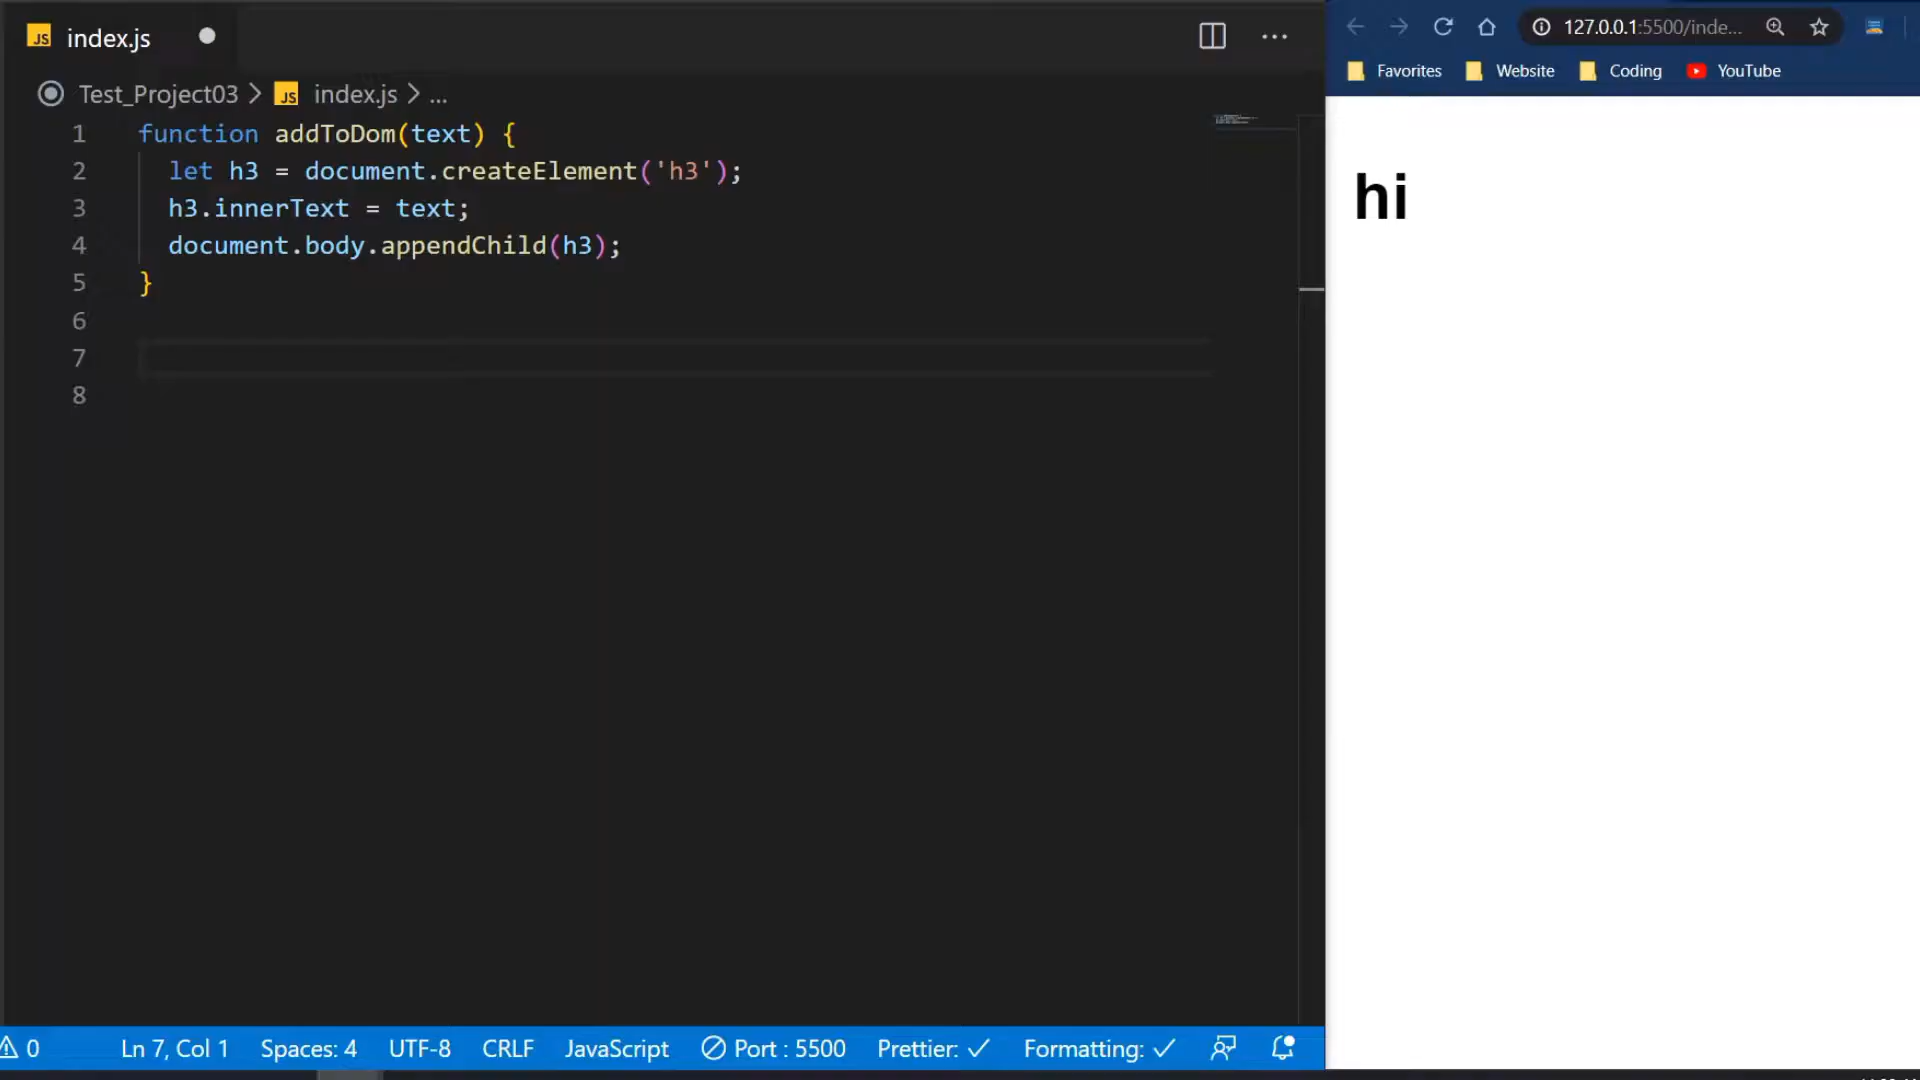 JS index.js
Test_Project03 > JS index.js > ...
1 function addToDom(text) {
2 let h3 = document.createElement('h3');
3 h3.innerText = text;
4 document.body.appendChild(h3);
5 }
6
7
8
0 Ln 7, Col 1 Spaces: 4 UTF-8 CRLF JavaScript Port : 5500 Prettier: ✓ Formatting: ✓
127.0.0.1:5500/inde...
Favorites Website Coding YouTube
hi